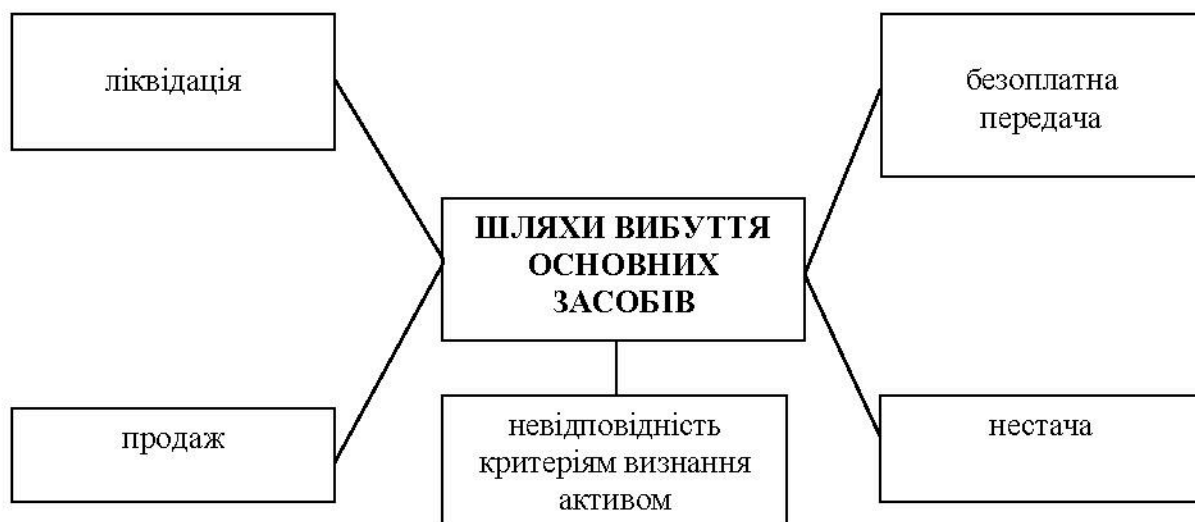 ліквідація
безоплатна
передача
ШЛЯХИ ВИБУТТЯ
ОСНОВНИХ
ЗАСОБІВ
продаж
невідповідність
критеріям визнання
активом
нестача